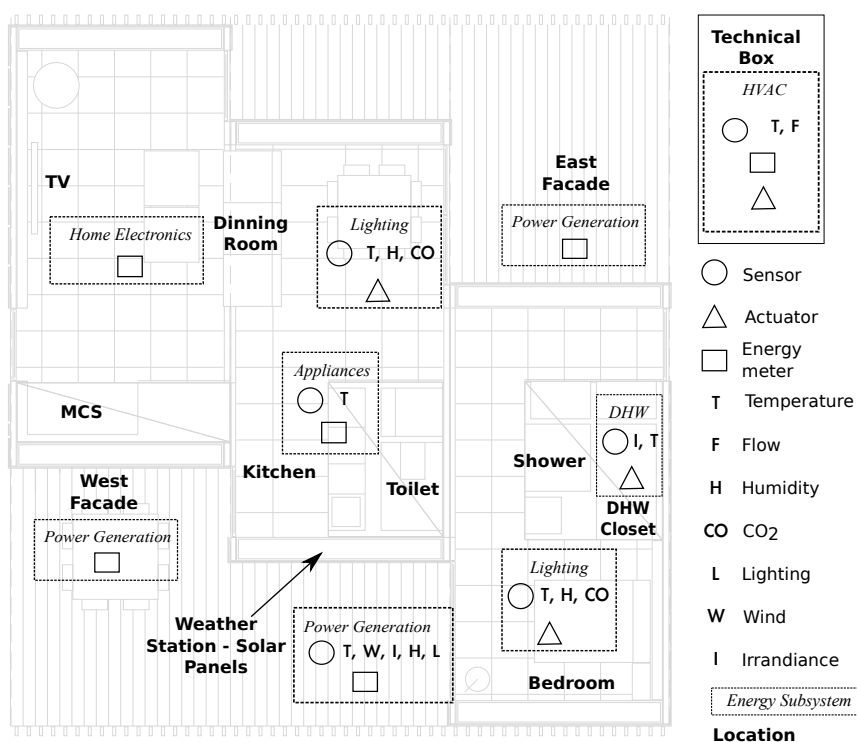 Technical
Box
HVAC
T, F
East
Facade
Power Generation
TV
Home Electronics
Dinning
Room
Lighting
T, H, CO
Sensor
Actuator
Energy
meter
T Temperature
F Flow
H Humidity
CO CO2
L Lighting
W Wind
I Irrandiance
Energy Subsystem
Location
Appliances
T
MCS
Kitchen
Toilet
DHW
I, T
Shower
DHW
Closet
West
Facade
Power Generation
Weather
Station - Solar
Panels
Power Generation
T, W, I, H, L
Lighting
T, H, CO
Bedroom